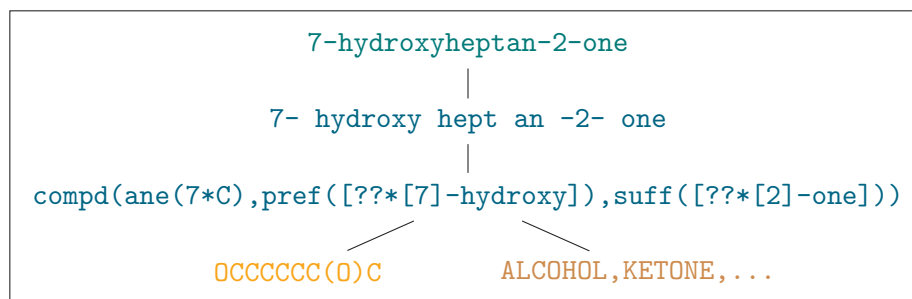 7-hydroxyheptan-2-one
7- hydroxy hept an -2- one
compd(ane(7*C),pref([??*[7]-hydroxy]),suff([??*[2]-one]))
OCCCCCC(O)C ALCOHOL,KETONE,...